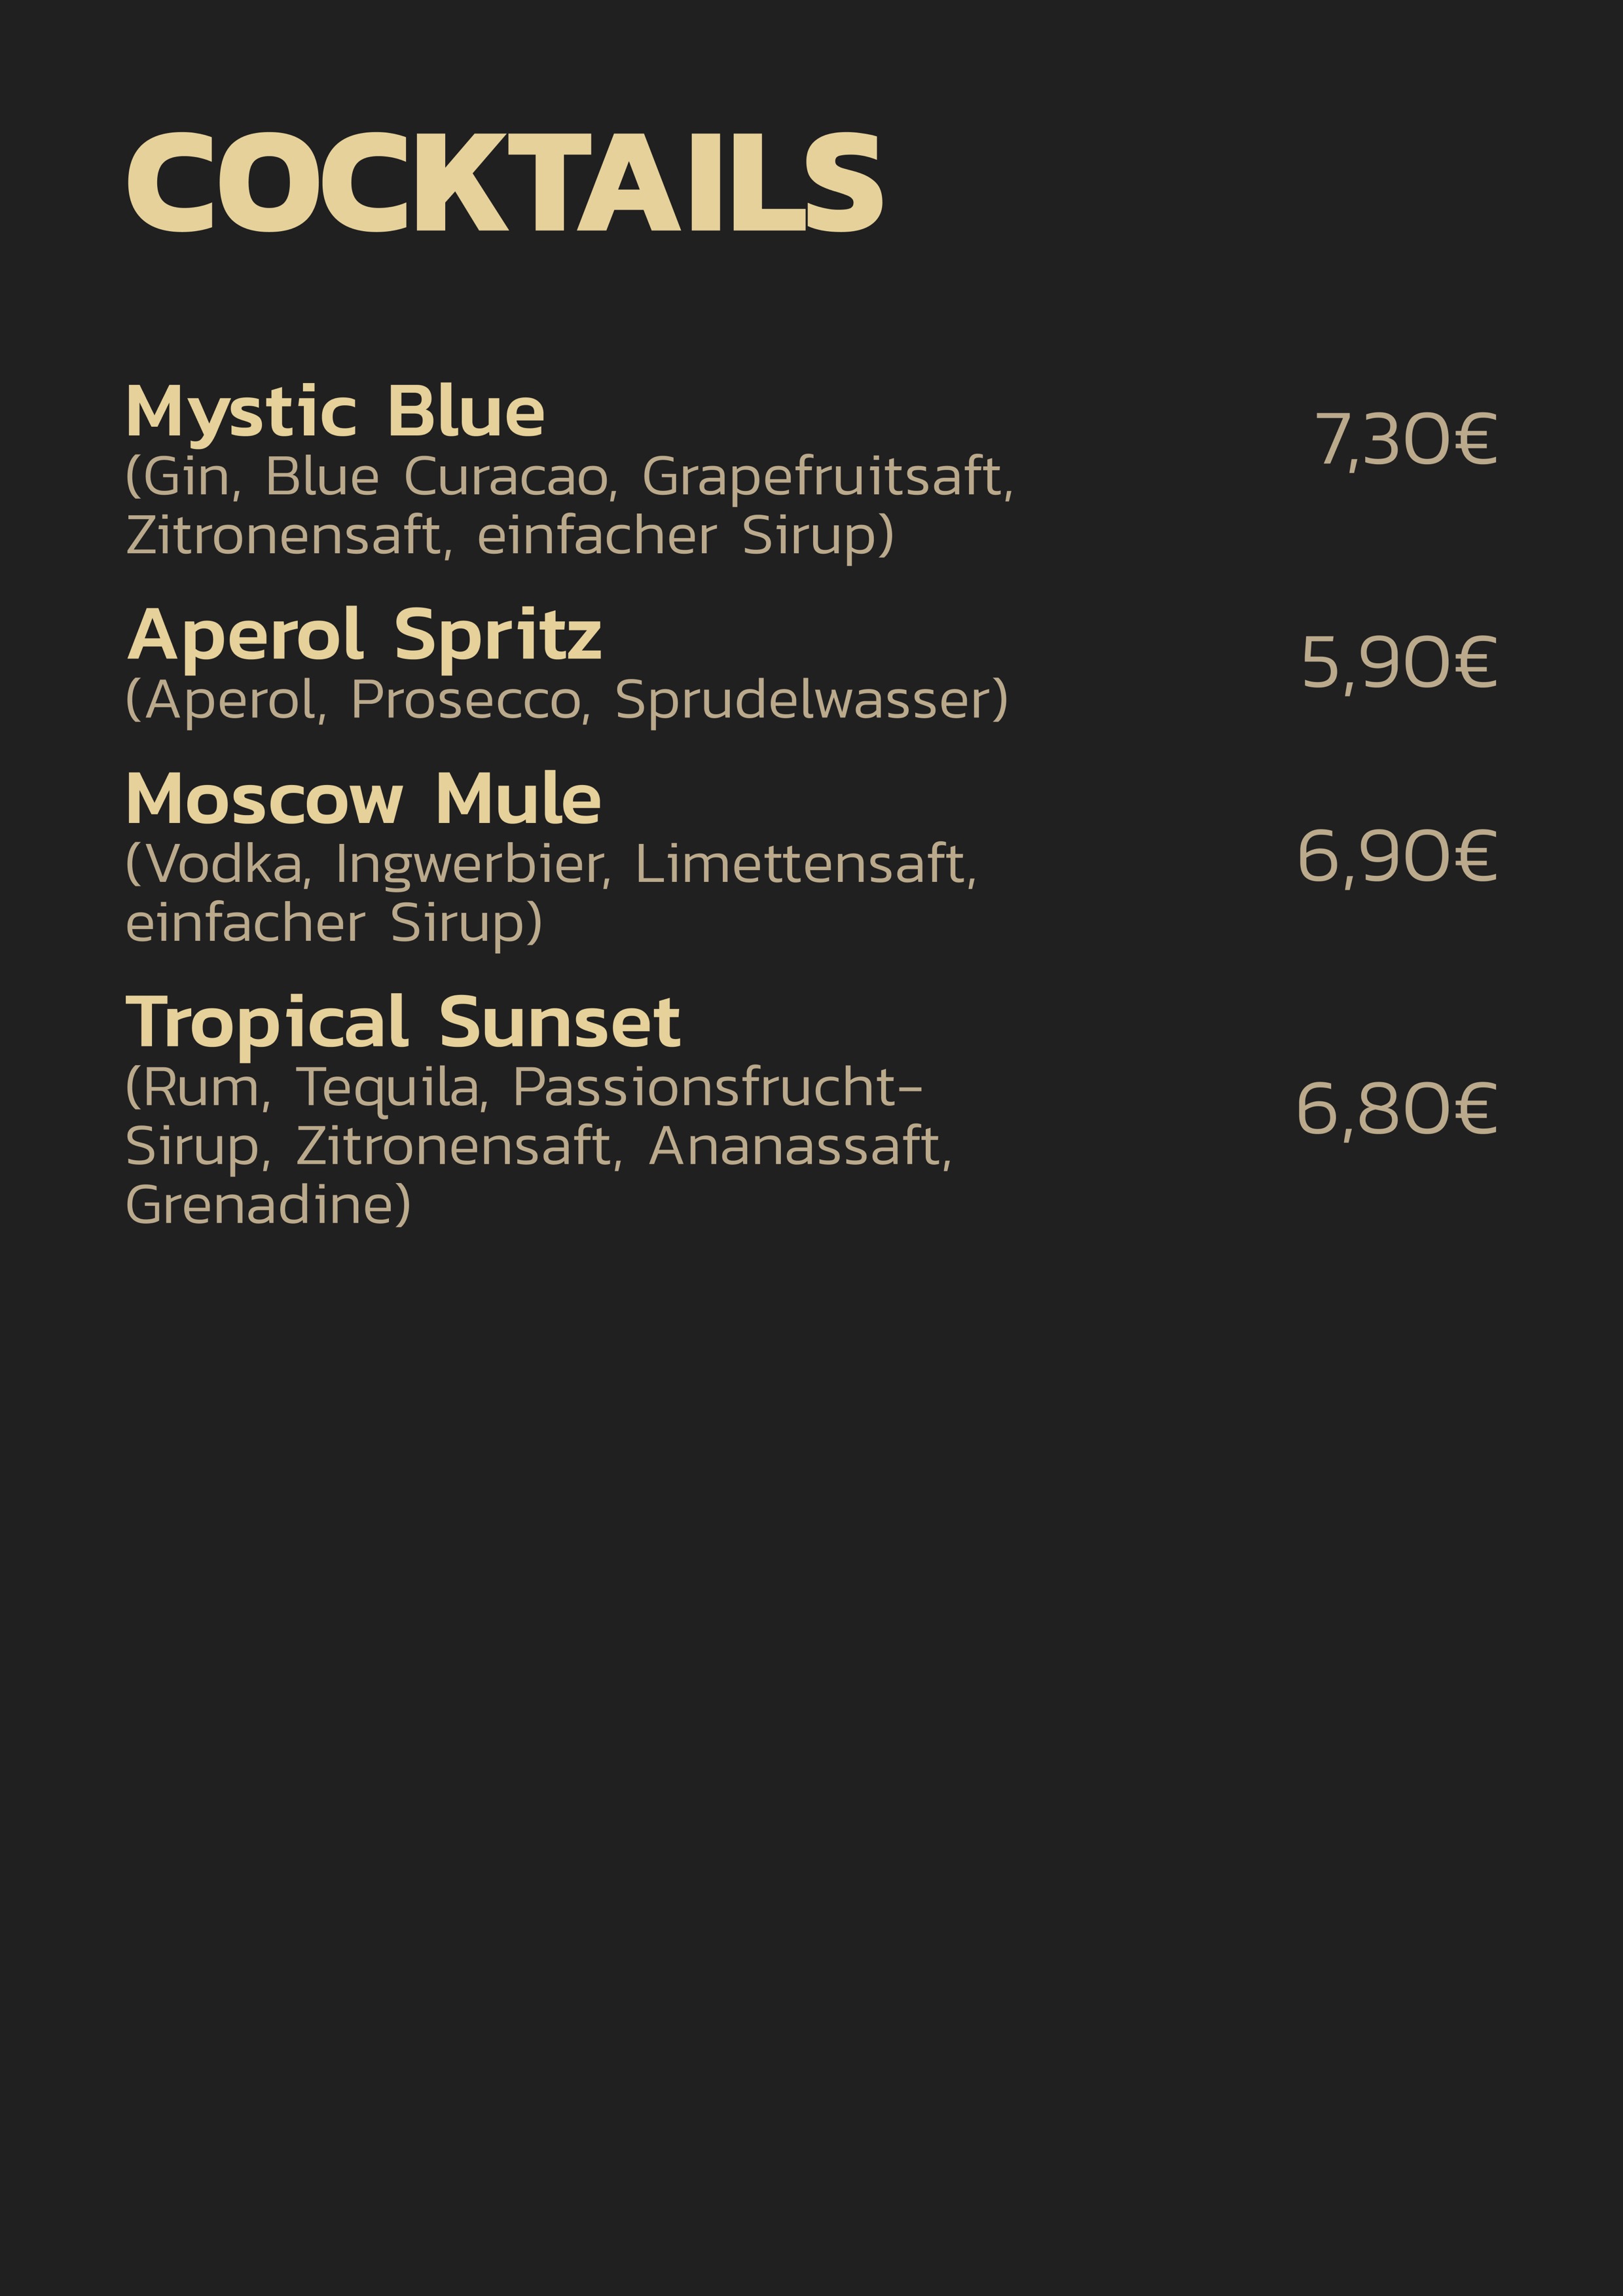 COCKTAILS
Mystic Blue
7,30€
(Gin, Blue Curacao, Grapefruitsaft,
Zitronensaft, einfacher Sirup)
Aperol Spritz
5,90€
(Aperol, Prosecco, Sprudelwasser)
Moscow Mule
6,90€
(Vodka, Ingwerbier, Limettensaft,
einfacher Sirup)
Tropical Sunset
6,80€
(Rum, Tequila, Passionsfrucht-
Sirup, Zitronensaft, Ananassaft,
Grenadine)